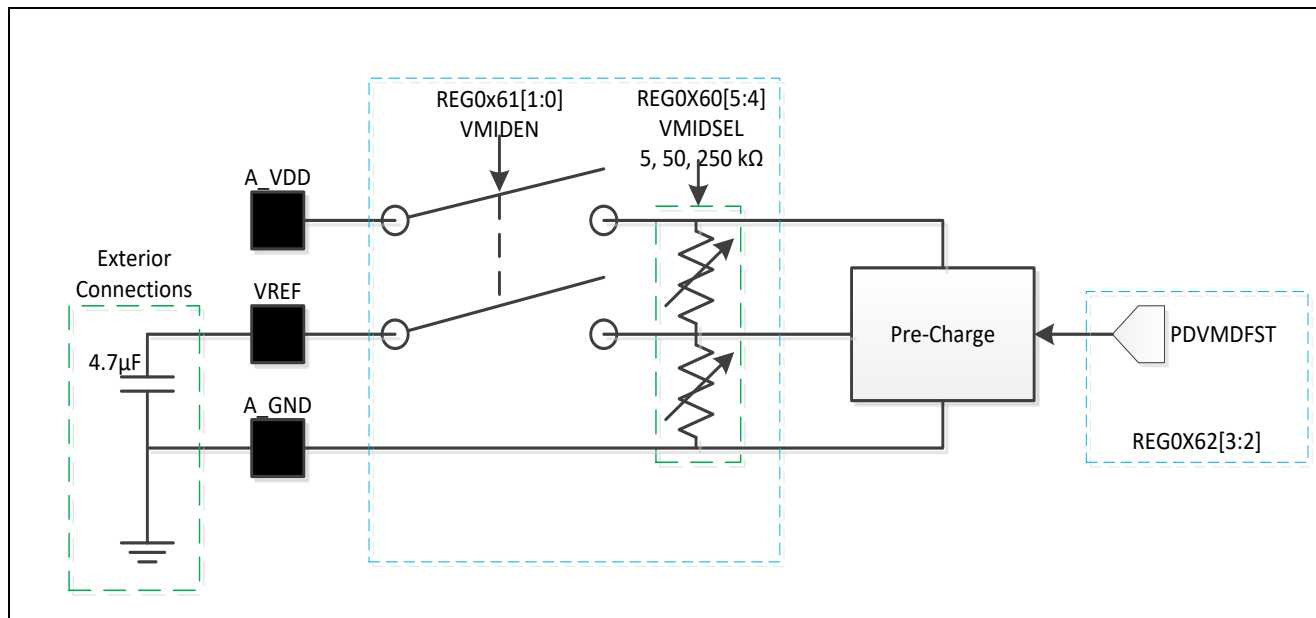 REG0x61[1:0]
VMIDEN
REG0X60[5:4]
VMIDSEL
5, 50, 250 kΩ
A_VDD
Exterior
Connections
VREF
4.7µF
A_GND
Pre-Charge
PDVMDFST
REG0X62[3:2]